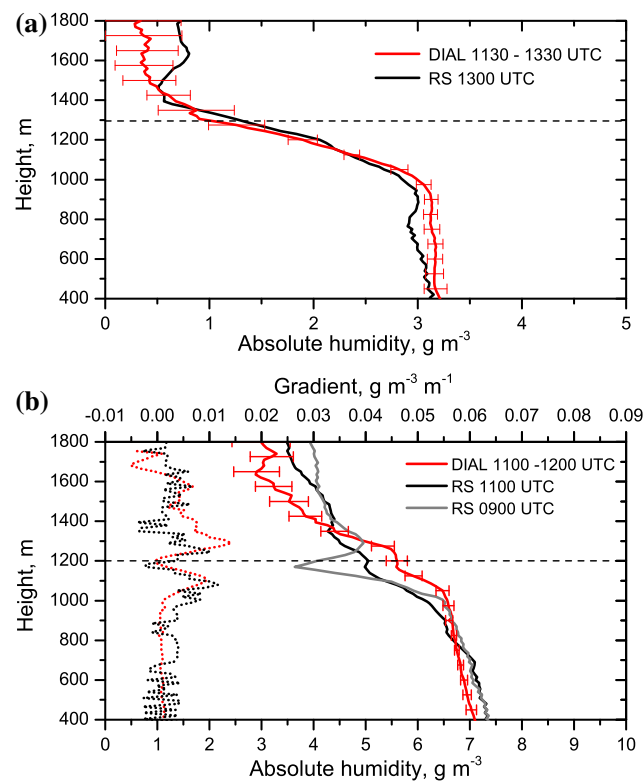 (a)
1800
1600
1400
1200
1000
800
600
400
Height, m
DIAL 1130 - 1330 UTC
RS 1300 UTC
0 1 2 3 4 5
Absolute humidity, g m-3
Gradient, g m-3 m-1
(b)
-0.01 0.00 0.01 0.02 0.03 0.04 0.05 0.06 0.07 0.08 0.09
1800
1600
1400
1200
1000
800
600
400
Height, m
DIAL 1100 -1200 UTC
RS 1100 UTC
RS 0900 UTC
0 1 2 3 4 5 6 7 8 9 10
Absolute humidity, g m-3